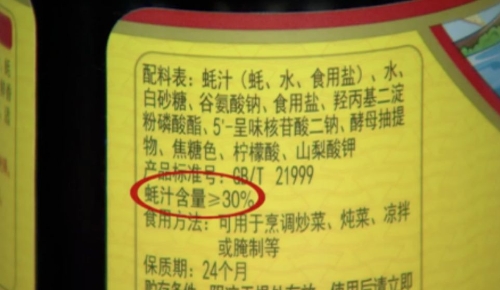 配料表：蚝汁（蚝、水、食用盐）、水、
白砂糖、谷氨酸钠、食用盐、羟丙基二淀
粉磷酸酯、5′-呈味核苷酸二钠、酵母抽提
物、焦糖色、柠檬酸、山梨酸钾
产品标准号：GB/T 21999
蚝汁含量≥30%
食用方法：可用于烹调炒菜、炖菜、凉拌
或腌制等
保质期：24个月